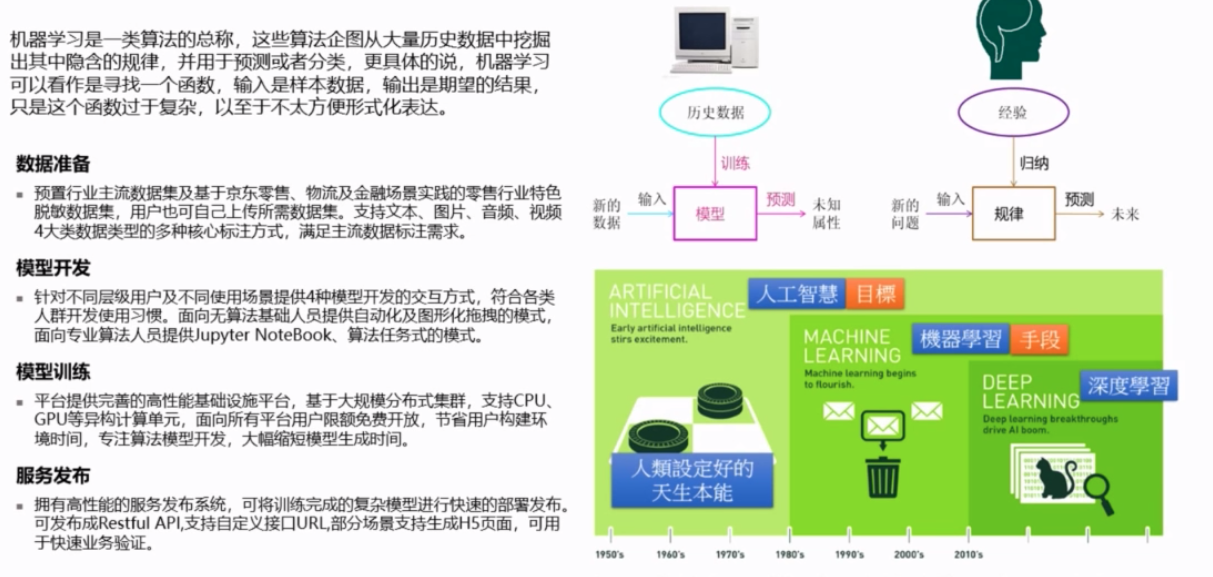 机器学习是一类算法的总称，这些算法企图从大量历史数据中挖掘
出其中隐含的规律，并用于预测或者分类，更具体的说，机器学习
可以看作是寻找一个函数，输入是样本数据，输出是期望的结果，
只是这个函数过于复杂，以至于不太方便形式化表达。
数据准备
▪ 预置行业主流数据集及基于京东零售、物流及金融场景实践的零售行业特色
脱敏数据集，用户也可自己上传所需数据集。支持文本、图片、音频、视频
4大类数据类型的多种核心标注方式，满足主流数据标注需求。
模型开发
▪ 针对不同层级用户及不同使用场景提供4种模型开发的交互方式，符合各类
人群开发使用习惯。面向无算法基础人员提供自动化及图形化拖拽的模式，
面向专业算法人员提供Jupyter NoteBook、算法任务式的模式。
模型训练
▪ 平台提供完善的高性能基础设施平台，基于大规模分布式集群，支持CPU、
GPU等异构计算单元，面向所有平台用户限额免费开放，节省用户构建环
境时间，专注算法模型开发，大幅缩短模型生成时间。
服务发布
▪ 拥有高性能的服务发布系统，可将训练完成的复杂模型进行快速的部署发布。
可发布成Restful API,支持自定义接口URL,部分场景支持生成H5页面，可用
于快速业务验证。
历史数据
训练
新的
数据
输入
模型
预测
未知
属性
经验
归纳
新的
问题
输入
规律
预测
未来
ARTIFICIAL
INTELLIGENCE
人工智慧 目標
Early artificial intelligence
stirs excitement.
人類設定好的
天生本能
MACHINE
LEARNING
機器學習 手段
Machine learning begins
to flourish.
DEEP
LEARNING
深度學習
Deep learning breakthroughs
drive AI boom.
1950's 1960's 1970's 1980's 1990's 2000's 2010's